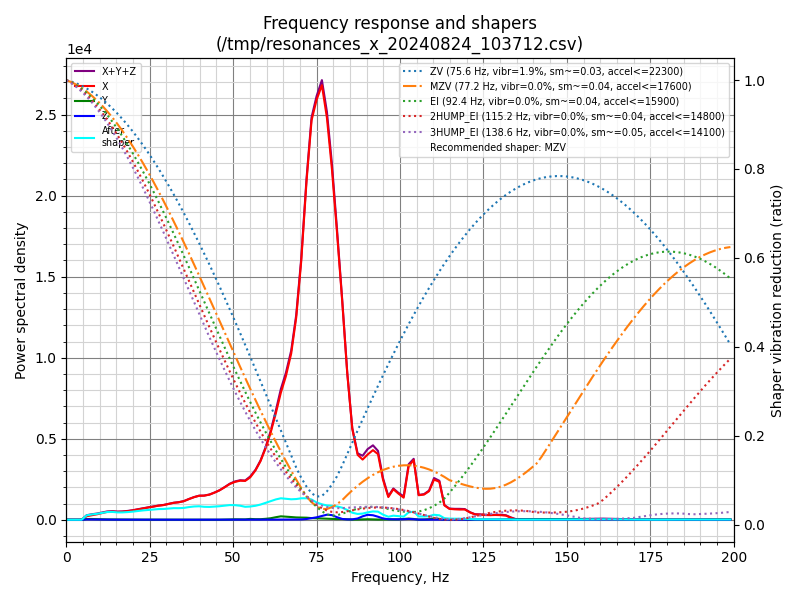 Frequency response and shapers
(/tmp/resonances_x_20240824_103712.csv)
1e4
X+Y+Z
X
Y
Z
After
shaper
ZV (75.6 Hz, vibr=1.9%, sm~=0.03, accel<=22300)
MZV (77.2 Hz, vibr=0.0%, sm~=0.04, accel<=17600)
EI (92.4 Hz, vibr=0.0%, sm~=0.04, accel<=15900)
2HUMP_EI (115.2 Hz, vibr=0.0%, sm~=0.04, accel<=14800)
3HUMP_EI (138.6 Hz, vibr=0.0%, sm~=0.05, accel<=14100)
Recommended shaper: MZV
2.5
2.0
1.5
1.0
0.5
0.0
Power spectral density
1.0
0.8
0.6
0.4
0.2
0.0
Shaper vibration reduction (ratio)
0 25 50 75 100 125 150 175 200
Frequency, Hz